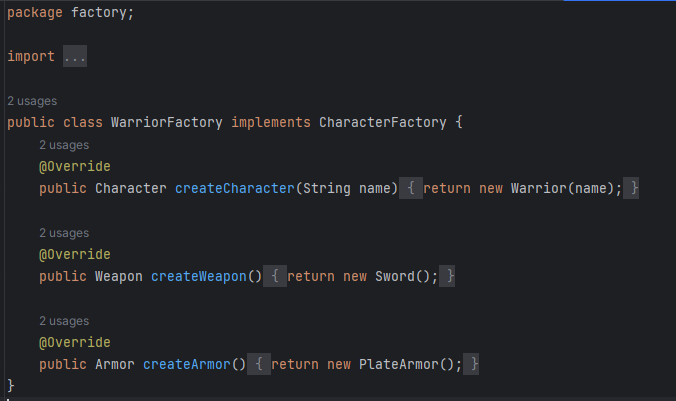 package factory;
import ...
2 usages
public class WarriorFactory implements CharacterFactory {
2 usages
@Override
public Character createCharacter(String name) { return new Warrior(name); }
2 usages
@Override
public Weapon createWeapon() { return new Sword(); }
2 usages
@Override
public Armor createArmor() { return new PlateArmor(); }
}